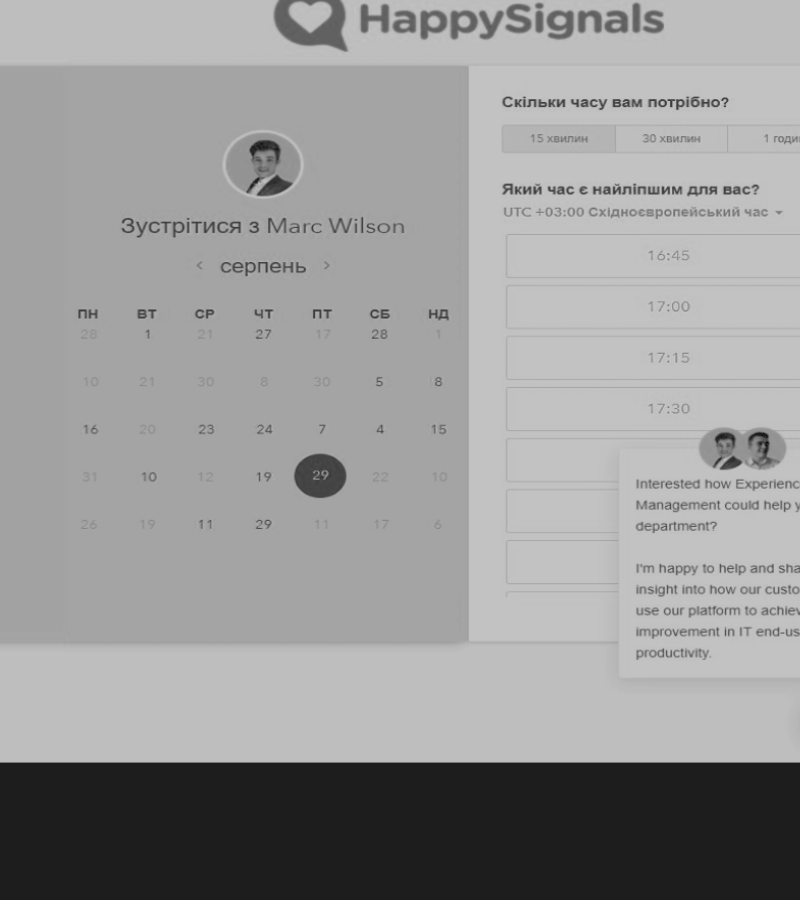 HappySignals
Зустрітися з Marc Wilson
< серпень >
ПН ВТ СР ЧТ ПТ СБ НД
28 1 21 27 17 28 1
10 21 30 8 30 5 8
16 20 23 24 7 4 15
31 10 12 19 29 22 10
26 19 11 29 11 17 6
Скільки часу вам потрібно?
15 хвилин 30 хвилин 1 годи
Який час є найліпшим для вас?
UTC +03:00 Східноєвропейський час
16:45
17:00
17:15
17:30
Interested how Experienc
Management could help y
department?
I'm happy to help and sha
insight into how our custo
use our platform to achiev
improvement in IT end-us
productivity.